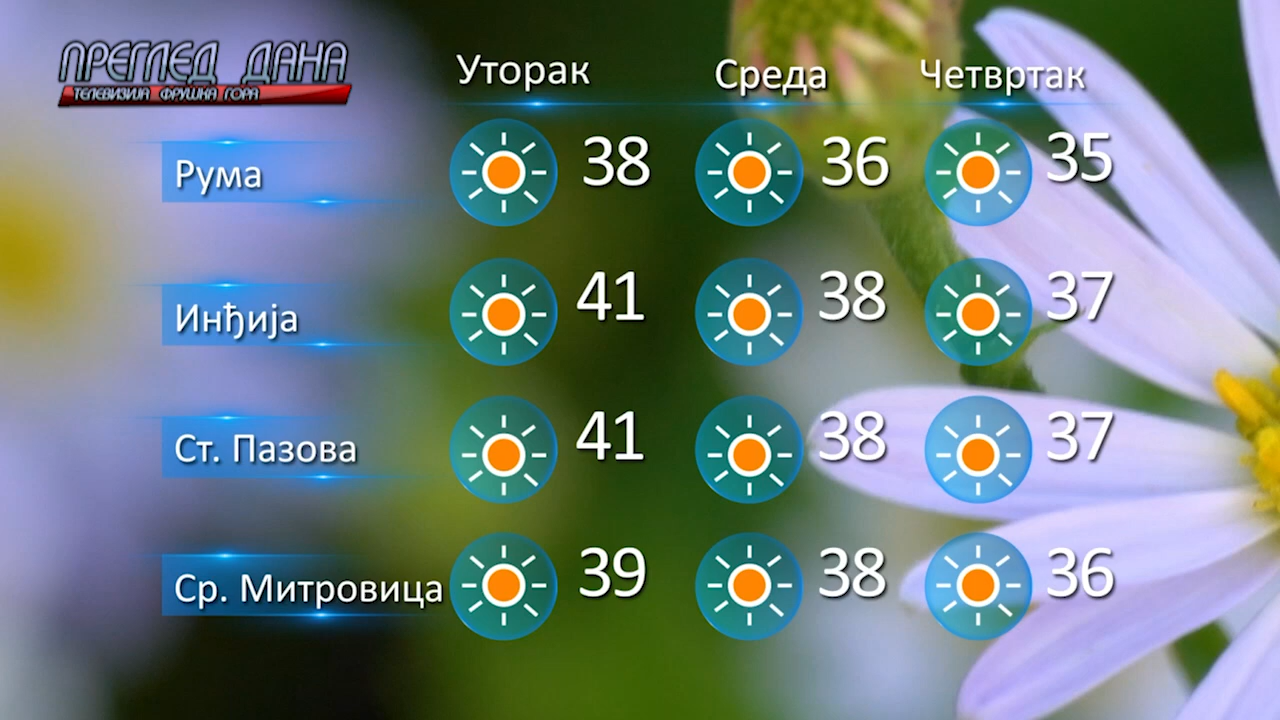 ПРЕГЛЕД ДАНА
ТЕЛЕВИЗИЈА ФРУШКА ГОРА
Уторак Среда Четвртак
Рума 38 36 35
Инђија 41 38 37
Ст. Пазова 41 38 37
Ср. Митровица 39 38 36